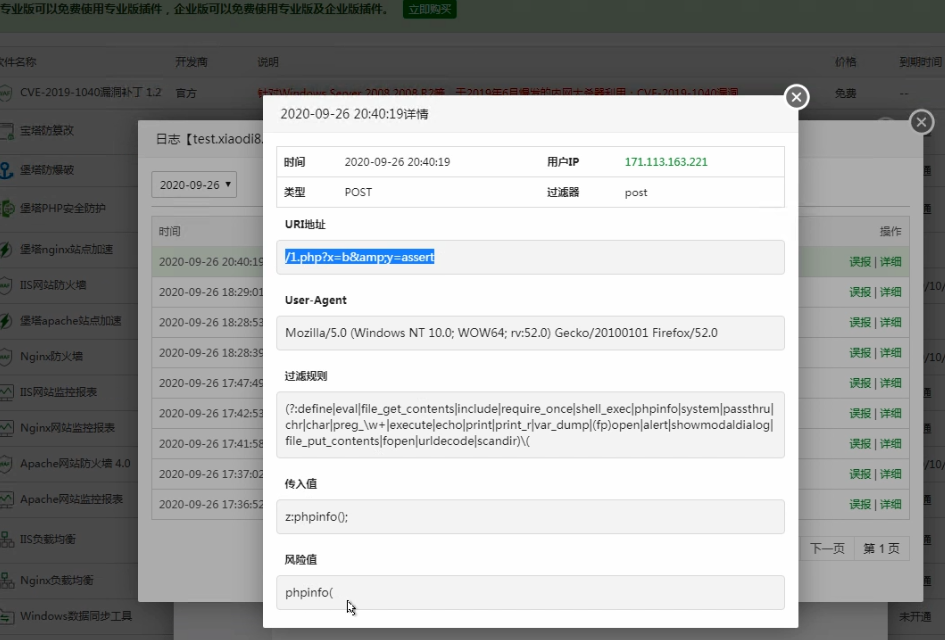 专业版可以免费使用专业版插件，企业版可以免费使用专业版及企业版插件。 立即购买
件名称 开发商 说明 价格 到期时间
CVE-2019-1040漏洞补丁 1.2 官方 免费 --
2020-09-26 20:40:19详情
宝塔防篡改
日志【test.xiaodi8.
时间 2020-09-26 20:40:19 用户IP 171.113.163.221
堡塔防爆破
2020-09-26
类型 POST 过滤器 post
堡塔PHP安全防护
URI地址
时间 操作
堡塔nginx站点加速
/1.php?x=b&amp;y=assert
2020-09-26 20:40:19 误报 | 详细
IIS网站防火墙
2020-09-26 18:29:01 误报 | 详细
User-Agent
堡塔apache站点加速
2020-09-26 18:28:53 误报 | 详细
Mozilla/5.0 (Windows NT 10.0; WOW64; rv:52.0) Gecko/20100101 Firefox/52.0
Nginx防火墙
2020-09-26 18:28:39 误报 | 详细
过滤规则
IIS网站监控报表
2020-09-26 17:47:49 误报 | 详细
(?:define|eval|file_get_contents|include|require_once|shell_exec|phpinfo|system|passthru|
chr|char|preg_\w+|execute|echo|print|print_r|var_dump|(fp)open|alert|showmodaldialog|
file_put_contents|fopen|urldecode|scandir)\(
2020-09-26 17:42:53 误报 | 详细
Nginx网站监控报表
2020-09-26 17:41:58 误报 | 详细
Apache网站防火墙 4.0
2020-09-26 17:37:02 误报 | 详细
传入值
Apache网站监控报表
2020-09-26 17:36:52 误报 | 详细
z:phpinfo();
IIS负载均衡
下一页 第 1 页
风险值
Nginx负载均衡
phpinfo(
Windows数据同步工具 未开通